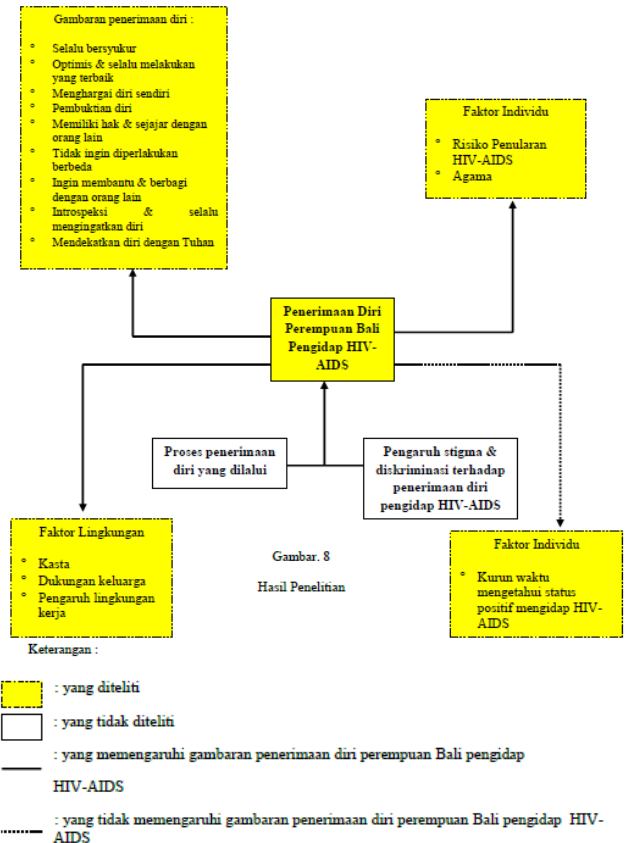 Gambaran penerimaan diri :
° Selalu bersyukur
° Optimis & selalu melakukan
yang terbaik
° Menghargai diri sendiri
° Pembuktian diri
° Memiliki hak & sejajar dengan
orang lain
° Tidak ingin diperlakukan
berbeda
° Ingin membantu & berbagi
dengan orang lain
° Introspeksi & selalu
mengingatkan diri
° Mendekatkan diri dengan Tuhan
Faktor Individu
° Risiko Penularan
HIV-AIDS
° Agama
Penerimaan Diri
Perempuan Bali
Pengidap HIV-
AIDS
Proses penerimaan
diri yang dilalui
Pengaruh stigma &
diskriminasi terhadap
penerimaan diri
pengidap HIV-AIDS
Faktor Lingkungan
° Kasta
° Dukungan keluarga
° Pengaruh lingkungan
kerja
Gambar. 8
Hasil Penelitian
Faktor Individu
° Kurun waktu
mengetahui status
positif mengidap HIV-
AIDS
Keterangan :
: yang diteliti
: yang tidak diteliti
: yang memengaruhi gambaran penerimaan diri perempuan Bali pengidap
HIV-AIDS
: yang tidak memengaruhi gambaran penerimaan diri perempuan Bali pengidap HIV-
AIDS